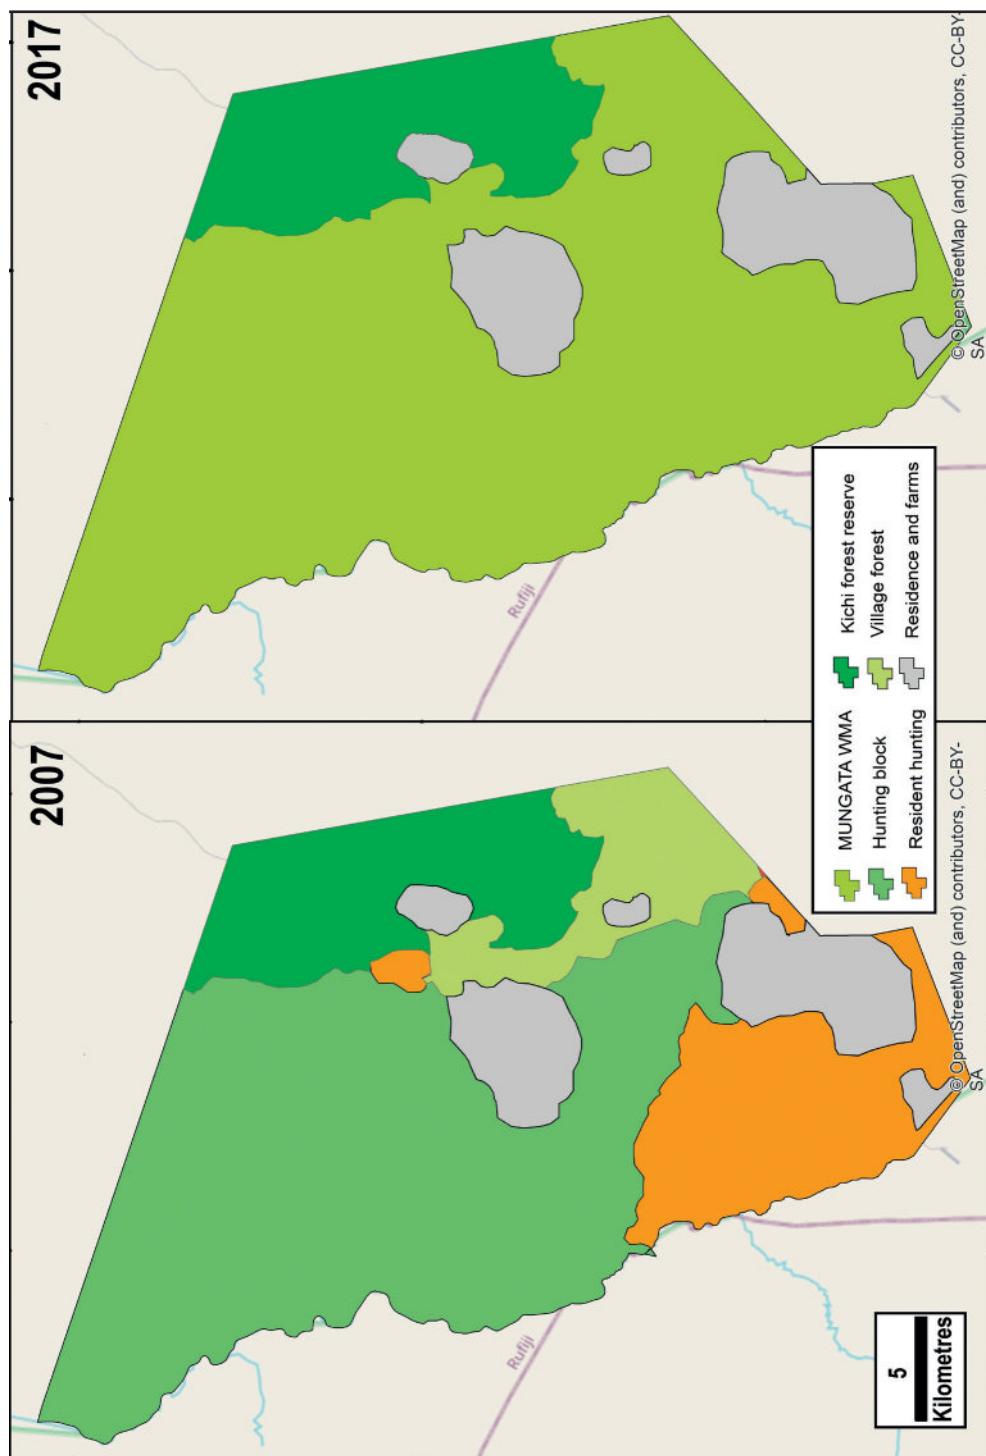 2017
Rufiji
© OpenStreetMap (and) contributors, CC-BY-
SA
2007
Rufiji
© OpenStreetMap (and) contributors, CC-BY-
SA
MUNGATA WMA
Hunting block
Resident hunting
Kichi forest reserve
Village forest
Residence and farms
5
Kilometres